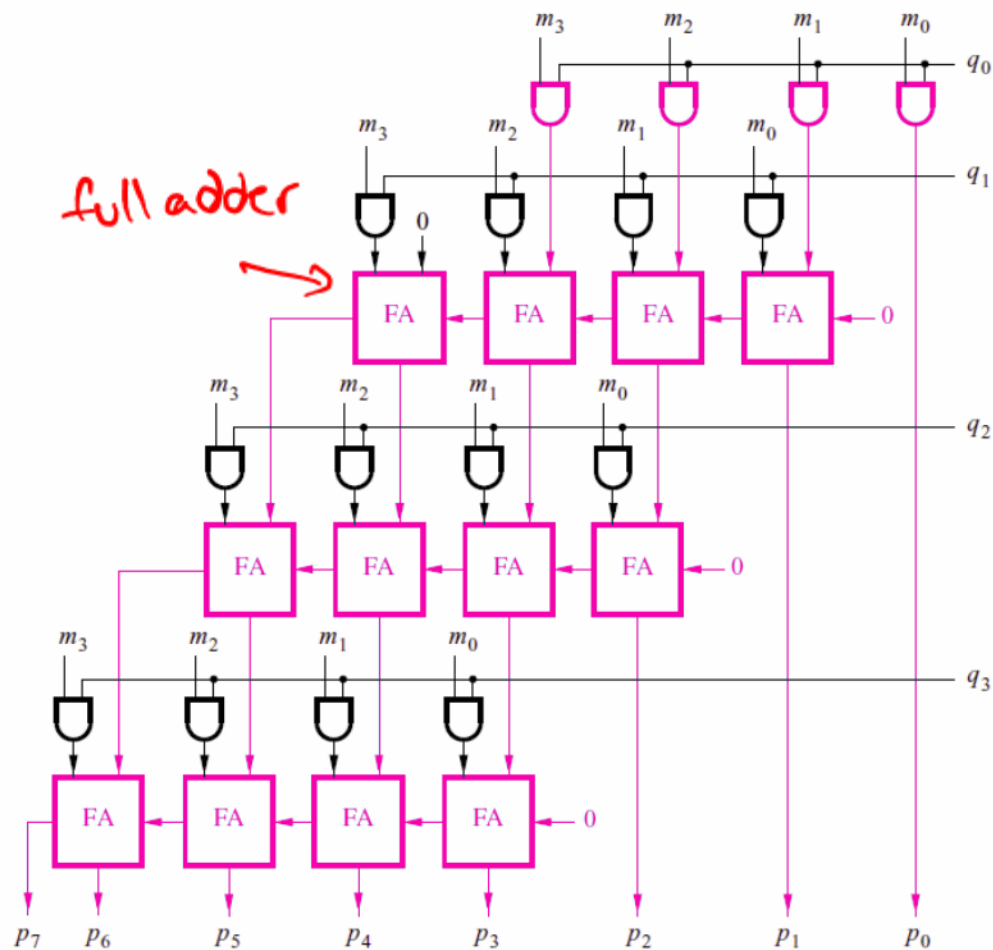 m₃ m₂ m₁ m₀
q₀
m₃ m₂ m₁ m₀
q₁
full adder
0
FA FA FA FA 0
m₃ m₂ m₁ m₀
q₂
FA FA FA FA 0
m₃ m₂ m₁ m₀
q₃
FA FA FA FA 0
p₇ p₆ p₅ p₄ p₃ p₂ p₁ p₀